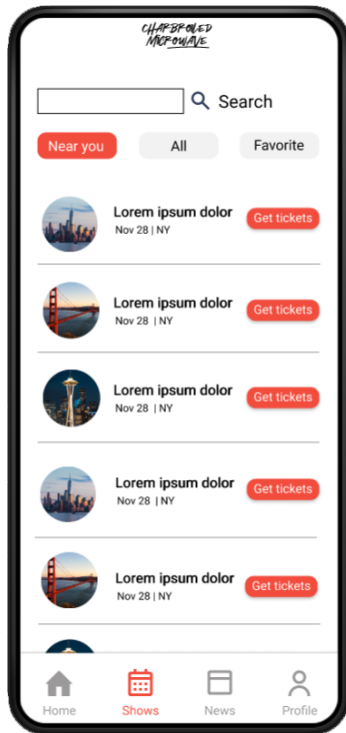 CHARBROILED
MICROWAVE
Search
Near you
All
Favorite
Lorem ipsum dolor
Nov 28 | NY
Get tickets
Lorem ipsum dolor
Nov 28 | NY
Get tickets
Lorem ipsum dolor
Nov 28 | NY
Get tickets
Lorem ipsum dolor
Nov 28 | NY
Get tickets
Lorem ipsum dolor
Nov 28 | NY
Get tickets
Home
Shows
News
Profile